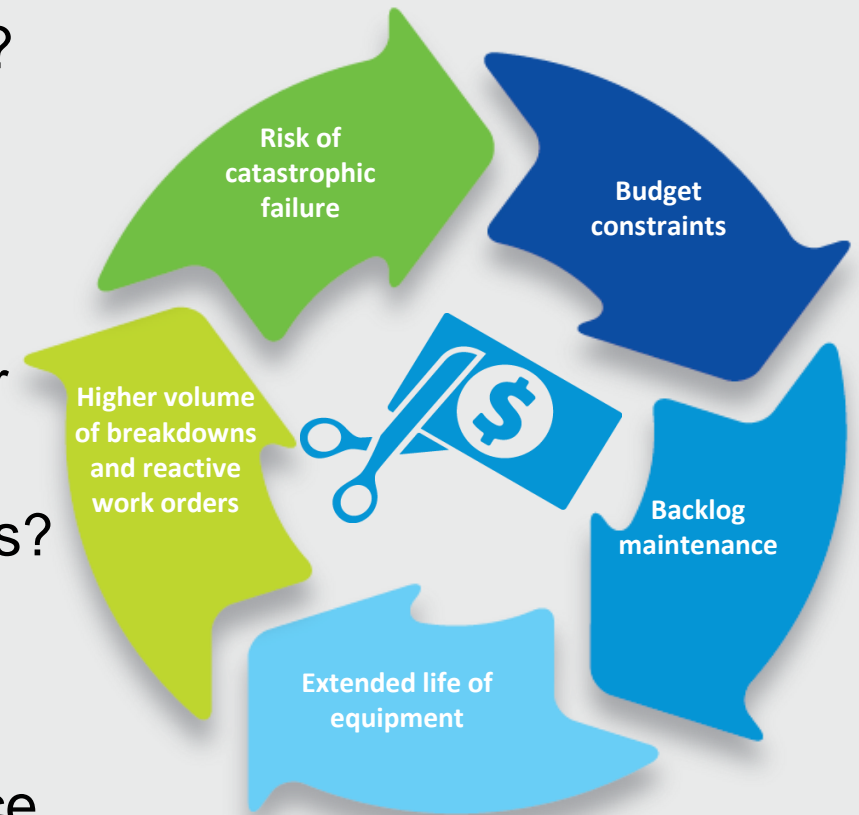 ?
Risk of
catastrophic
failure
Budget
constraints
r
Higher volume
of breakdowns
and reactive
work orders
s?
$
Backlog
maintenance
Extended life of
equipment
ce